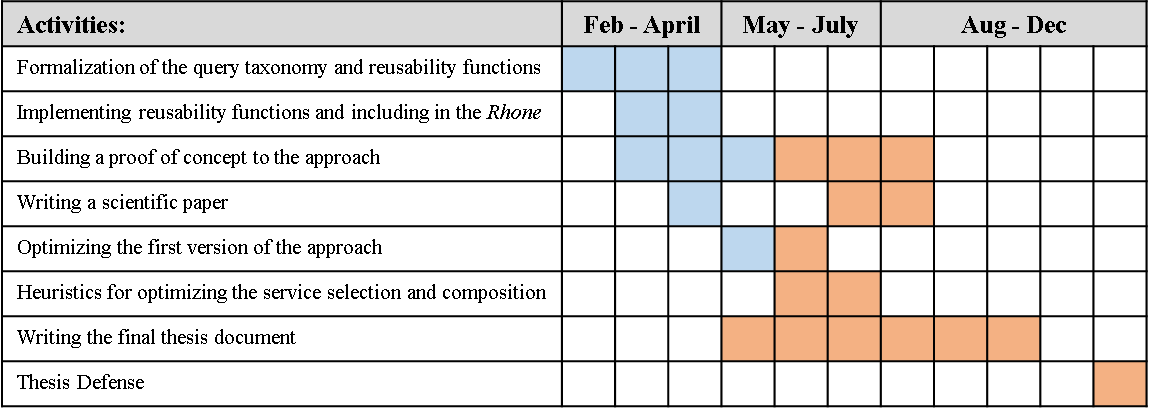 Activities: Feb - April May - July Aug - Dec
Formalization of the query taxonomy and reusability functions
Implementing reusability functions and including in the Rhone
Building a proof of concept to the approach
Writing a scientific paper
Optimizing the first version of the approach
Heuristics for optimizing the service selection and composition
Writing the final thesis document
Thesis Defense